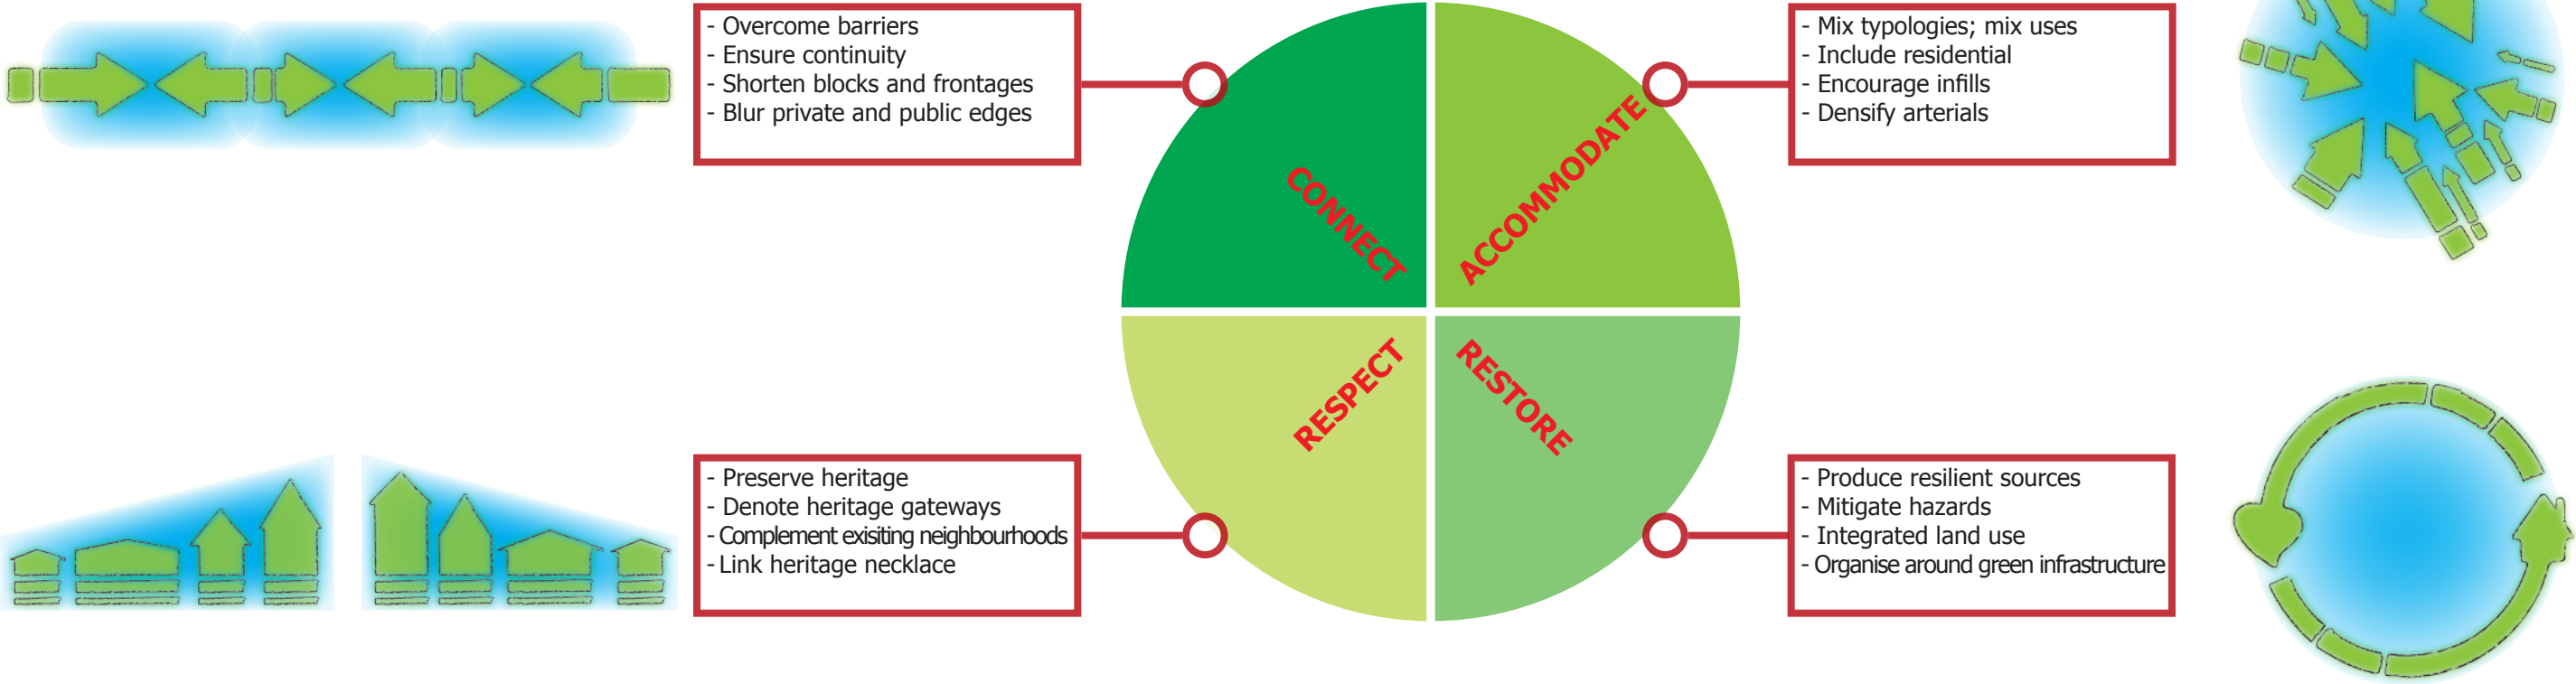 - Overcome barriers
- Ensure continuity
- Shorten blocks and frontages
- Blur private and public edges
CONNECT
ACCOMMODATE
- Mix typologies; mix uses
- Include residential
- Encourage infills
- Densify arterials
- Preserve heritage
- Denote heritage gateways
- Complement exisiting neighbourhoods
- Link heritage necklace
RESPECT
RESTORE
- Produce resilient sources
- Mitigate hazards
- Integrated land use
- Organise around green infrastructure